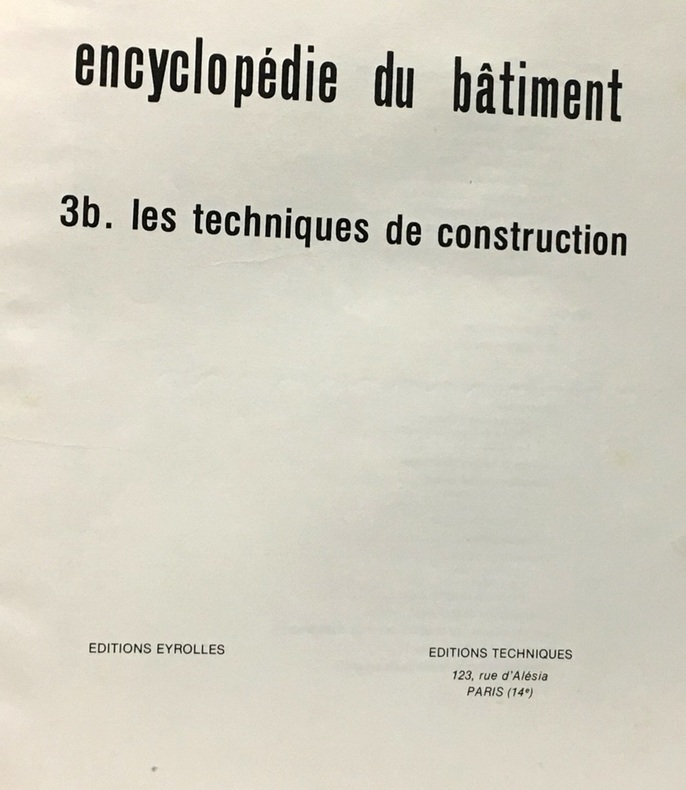 encyclopédie du bâtiment
3b. les techniques de construction
EDITIONS EYROLLES
EDITIONS TECHNIQUES
123, rue d'Alésia
PARIS (14e)